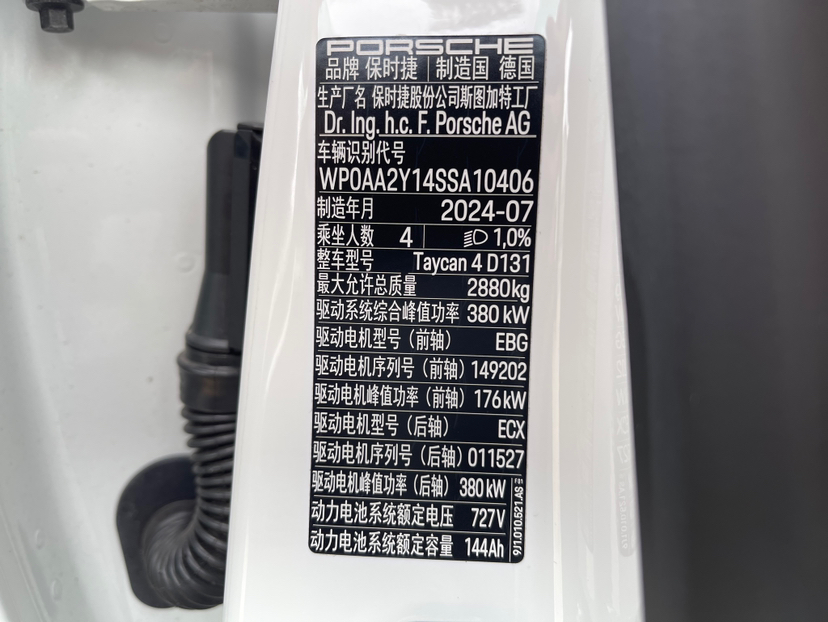 PORSCHE
品牌 保时捷 制造国 德国
生产厂名 保时捷股份公司斯图加特工厂
Dr. Ing. h.c. F. Porsche AG
车辆识别代号
WP0AA2Y14SSA10406
制造年月 2024-07
乘坐人数 4 1,0%
整车型号 Taycan 4 D131
最大允许总质量 2880kg
驱动系统综合峰值功率 380 kW
驱动电机型号（前轴） EBG
驱动电机序列号（前轴） 149202
驱动电机峰值功率（前轴） 176kW
驱动电机型号（后轴） ECX
驱动电机序列号（后轴） 011527
驱动电机峰值功率（后轴） 380kW
动力电池系统额定电压 727V
动力电池系统额定容量 144Ah
9J1.010.521.AS